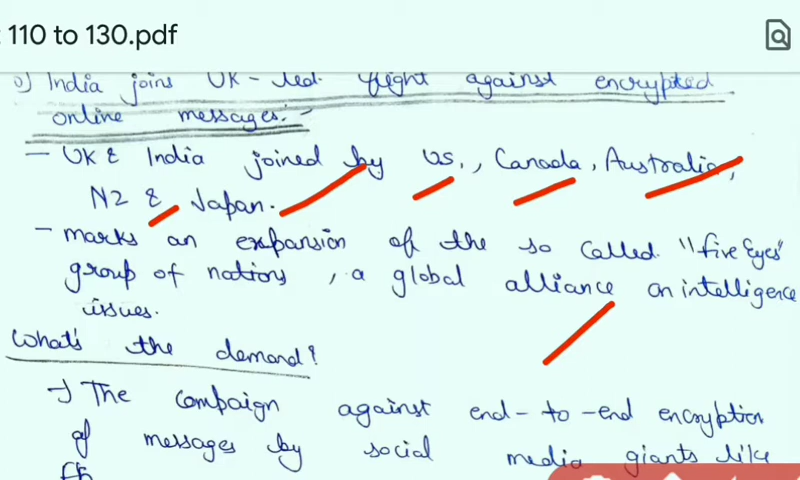 110 to 130.pdf
India joins UK-led fight against encrypted
online messages:-
- UK & India joined by US, Canada, Australia,
NZ & Japan.
- marks an expansion of the so called "five Eyes"
group of nations, a global alliance on intelligence
issues.
What's the demand?
→ The campaign against end-to-end encryption
of messages by social media giants like